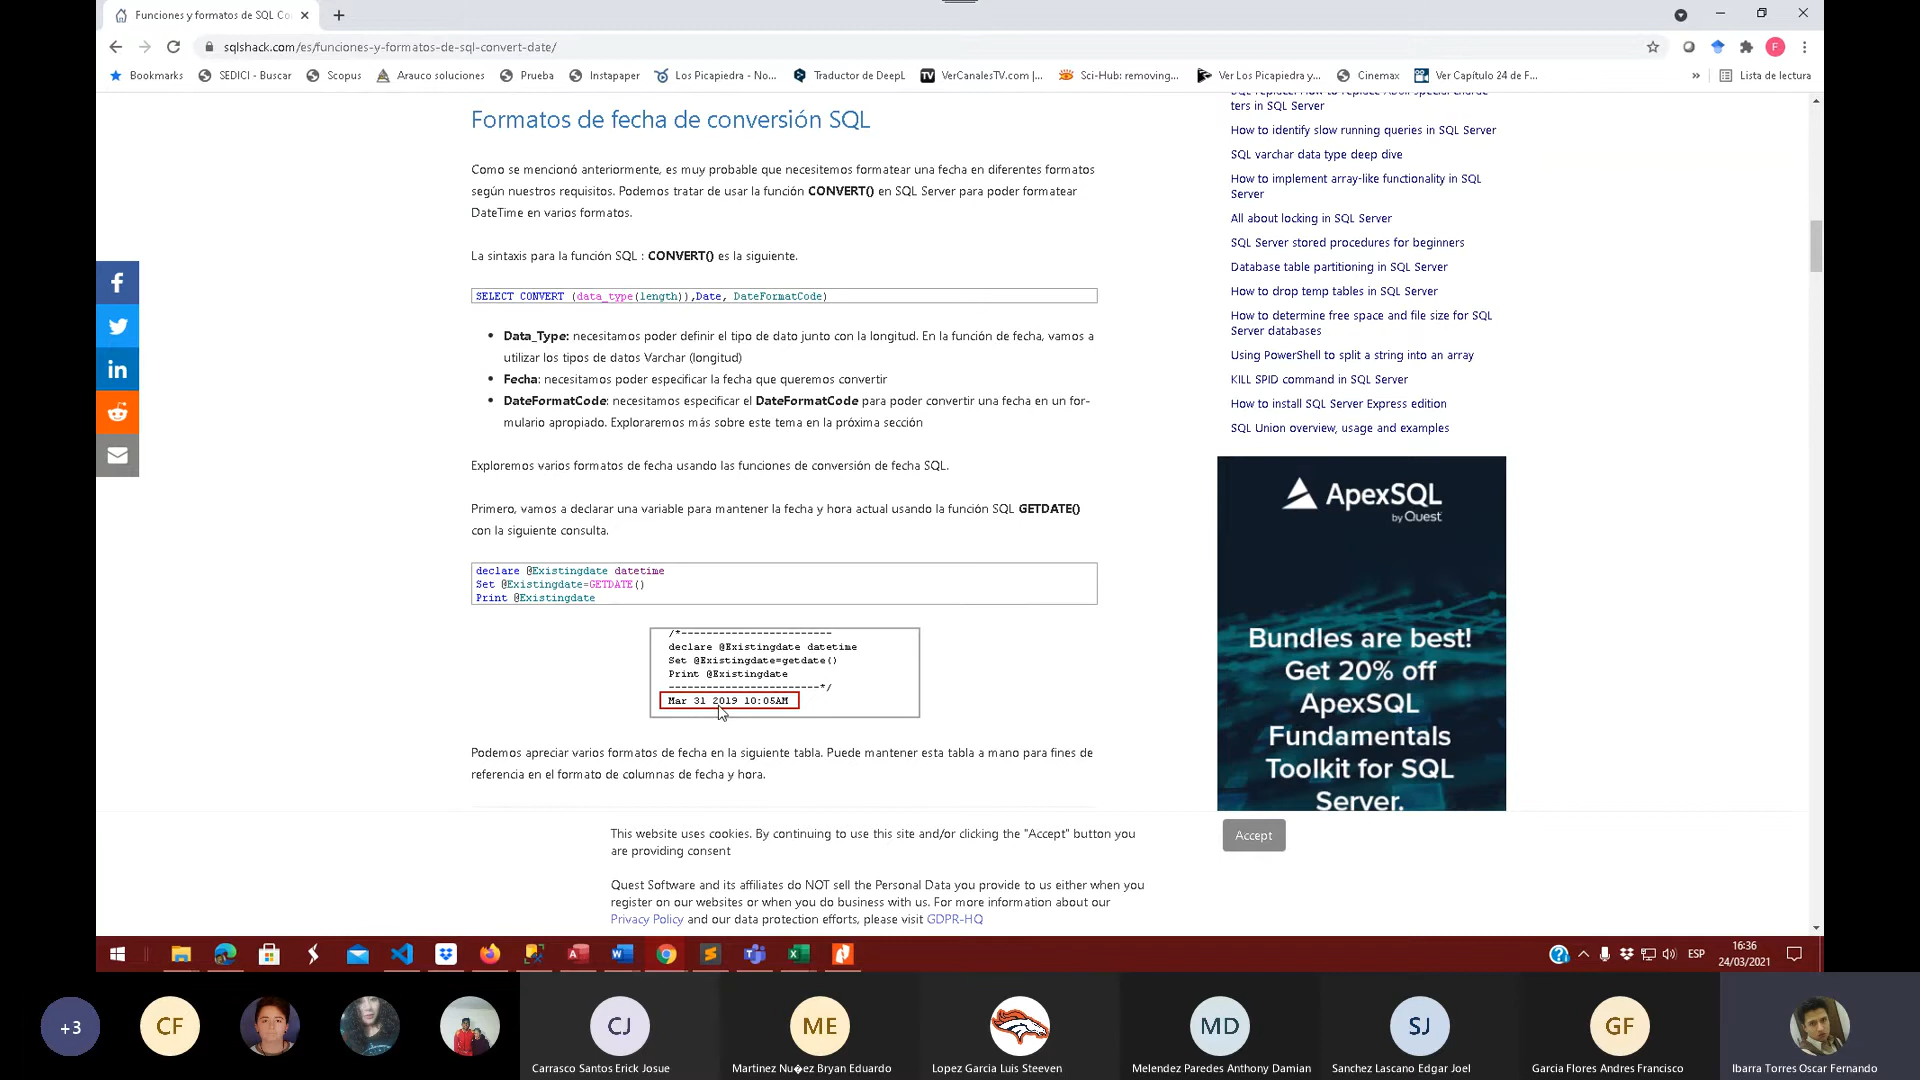 Funciones y formatos de SQL Co
sqlshack.com/es/funciones-y-formatos-de-sql-convert-date/
F
Bookmarks
SEDICI - Buscar
Scopus
Arauco soluciones
Prueba
Instapaper
Los Picapiedra - No...
Traductor de DeepL
VerCanalesTV.com |...
Sci-Hub: removing...
Ver Los Picapiedra y...
Cinemax
Ver Capítulo 24 de F...
»
Lista de lectura
Formatos de fecha de conversión SQL
Como se mencionó anteriormente, es muy probable que necesitemos formatear una fecha en diferentes formatos
según nuestros requisitos. Podemos tratar de usar la función CONVERT() en SQL Server para poder formatear
DateTime en varios formatos.
La sintaxis para la función SQL : CONVERT() es la siguiente.
SELECT CONVERT (data_type(length)),Date, DateFormatCode)
• Data_Type: necesitamos poder definir el tipo de dato junto con la longitud. En la función de fecha, vamos a
utilizar los tipos de datos Varchar (longitud)
• Fecha: necesitamos poder especificar la fecha que queremos convertir
• DateFormatCode: necesitamos especificar el DateFormatCode para poder convertir una fecha en un for-
mulario apropiado. Exploraremos más sobre este tema en la próxima sección
Exploremos varios formatos de fecha usando las funciones de conversión de fecha SQL.
Primero, vamos a declarar una variable para mantener la fecha y hora actual usando la función SQL GETDATE()
con la siguiente consulta.
declare @Existingdate datetime
Set @Existingdate=GETDATE()
Print @Existingdate
/*------------------------
declare @Existingdate datetime
Set @Existingdate=getdate()
Print @Existingdate
------------------------*/
Mar 31 2019 10:05AM
Podemos apreciar varios formatos de fecha en la siguiente tabla. Puede mantener esta tabla a mano para fines de
referencia en el formato de columnas de fecha y hora.
SQL replace: How to replace ASCII special charac-
ters in SQL Server
How to identify slow running queries in SQL Server
SQL varchar data type deep dive
How to implement array-like functionality in SQL
Server
All about locking in SQL Server
SQL Server stored procedures for beginners
Database table partitioning in SQL Server
How to drop temp tables in SQL Server
How to determine free space and file size for SQL
Server databases
Using PowerShell to split a string into an array
KILL SPID command in SQL Server
How to install SQL Server Express edition
SQL Union overview, usage and examples
ApexSQL
by Quest
Bundles are best!
Get 20% off
ApexSQL
Fundamentals
Toolkit for SQL
Server.
This website uses cookies. By continuing to use this site and/or clicking the "Accept" button you
are providing consent
Accept
Quest Software and its affiliates do NOT sell the Personal Data you provide to us either when you
register on our websites or when you do business with us. For more information about our
Privacy Policy and our data protection efforts, please visit GDPR-HQ
ESP
16:36
24/03/2021
+3
CF
CJ
ME
MD
SJ
GF
Carrasco Santos Erick Josue
Martinez Nu�ez Bryan Eduardo
Lopez Garcia Luis Steeven
Melendez Paredes Anthony Damian
Sanchez Lascano Edgar Joel
Garcia Flores Andres Francisco
Ibarra Torres Oscar Fernando